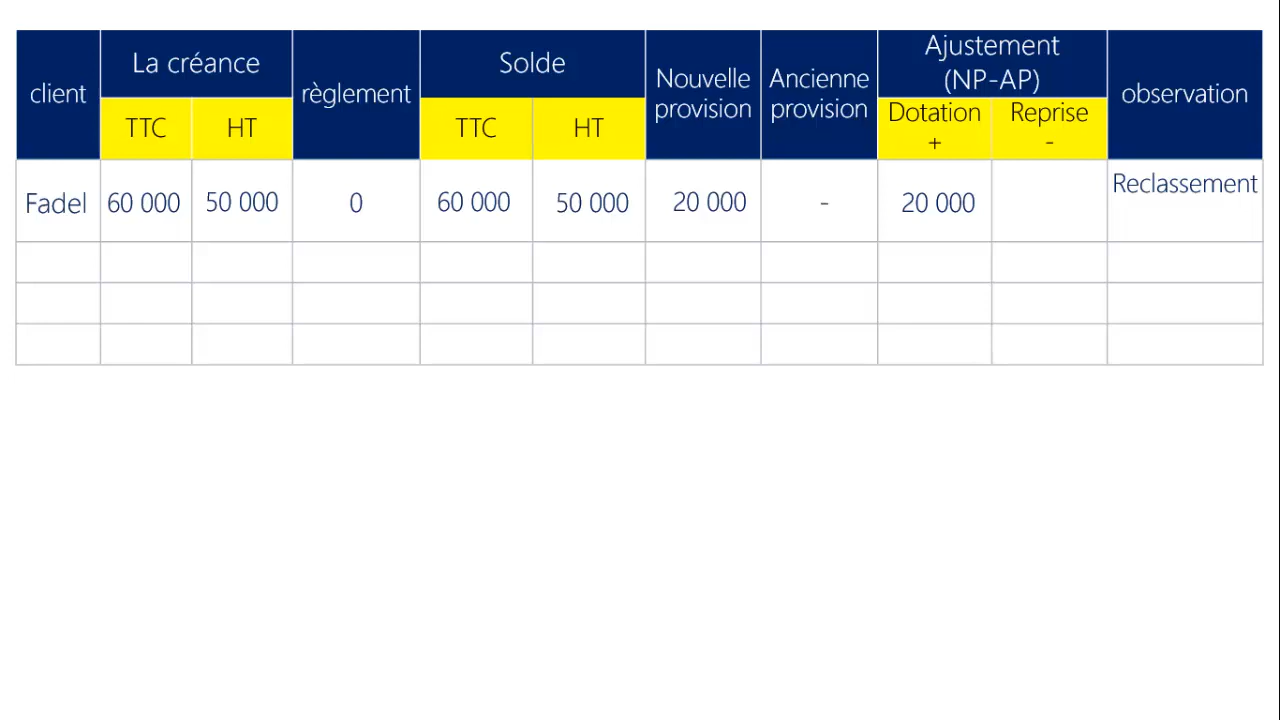 client
La créance
règlement
Solde
Nouvelle
provision
Ancienne
provision
Ajustement
(NP-AP)
observation
TTC
HT
TTC
HT
Dotation
+
Reprise
-
Fadel
60 000
50 000
0
60 000
50 000
20 000
-
20 000
Reclassement